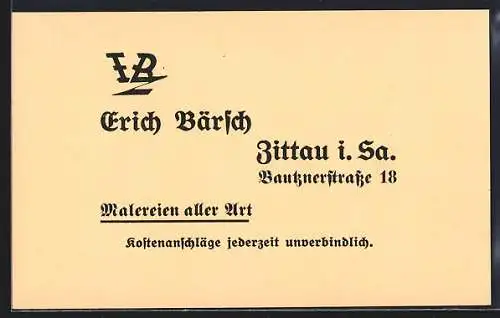 EB
Erich Bärsch
Zittau i. Sa.
Bautznerstraße 18
Malereien aller Art
Kostenanschläge jederzeit unverbindlich.